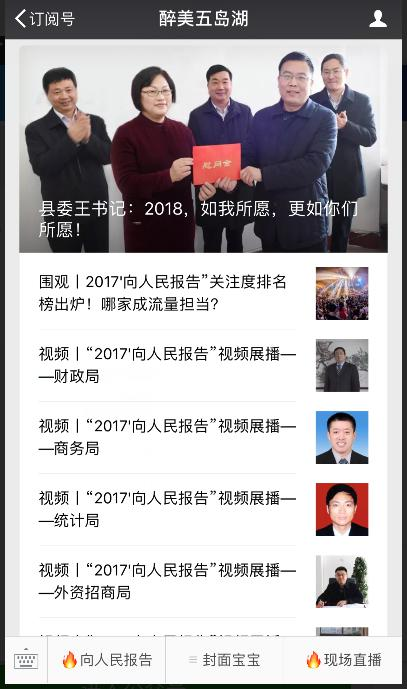 订阅号
醉美五岛湖
慰问金
县委王书记：2018，如我所愿，更如你们
所愿！
围观丨2017'向人民报告”关注度排名
榜出炉！哪家成流量担当?
视频丨“2017'向人民报告”视频展播—
—财政局
视频丨“2017'向人民报告”视频展播—
—商务局
视频丨“2017'向人民报告”视频展播—
—统计局
视频丨“2017'向人民报告”视频展播—
—外资招商局
向人民报告
封面宝宝
现场直播